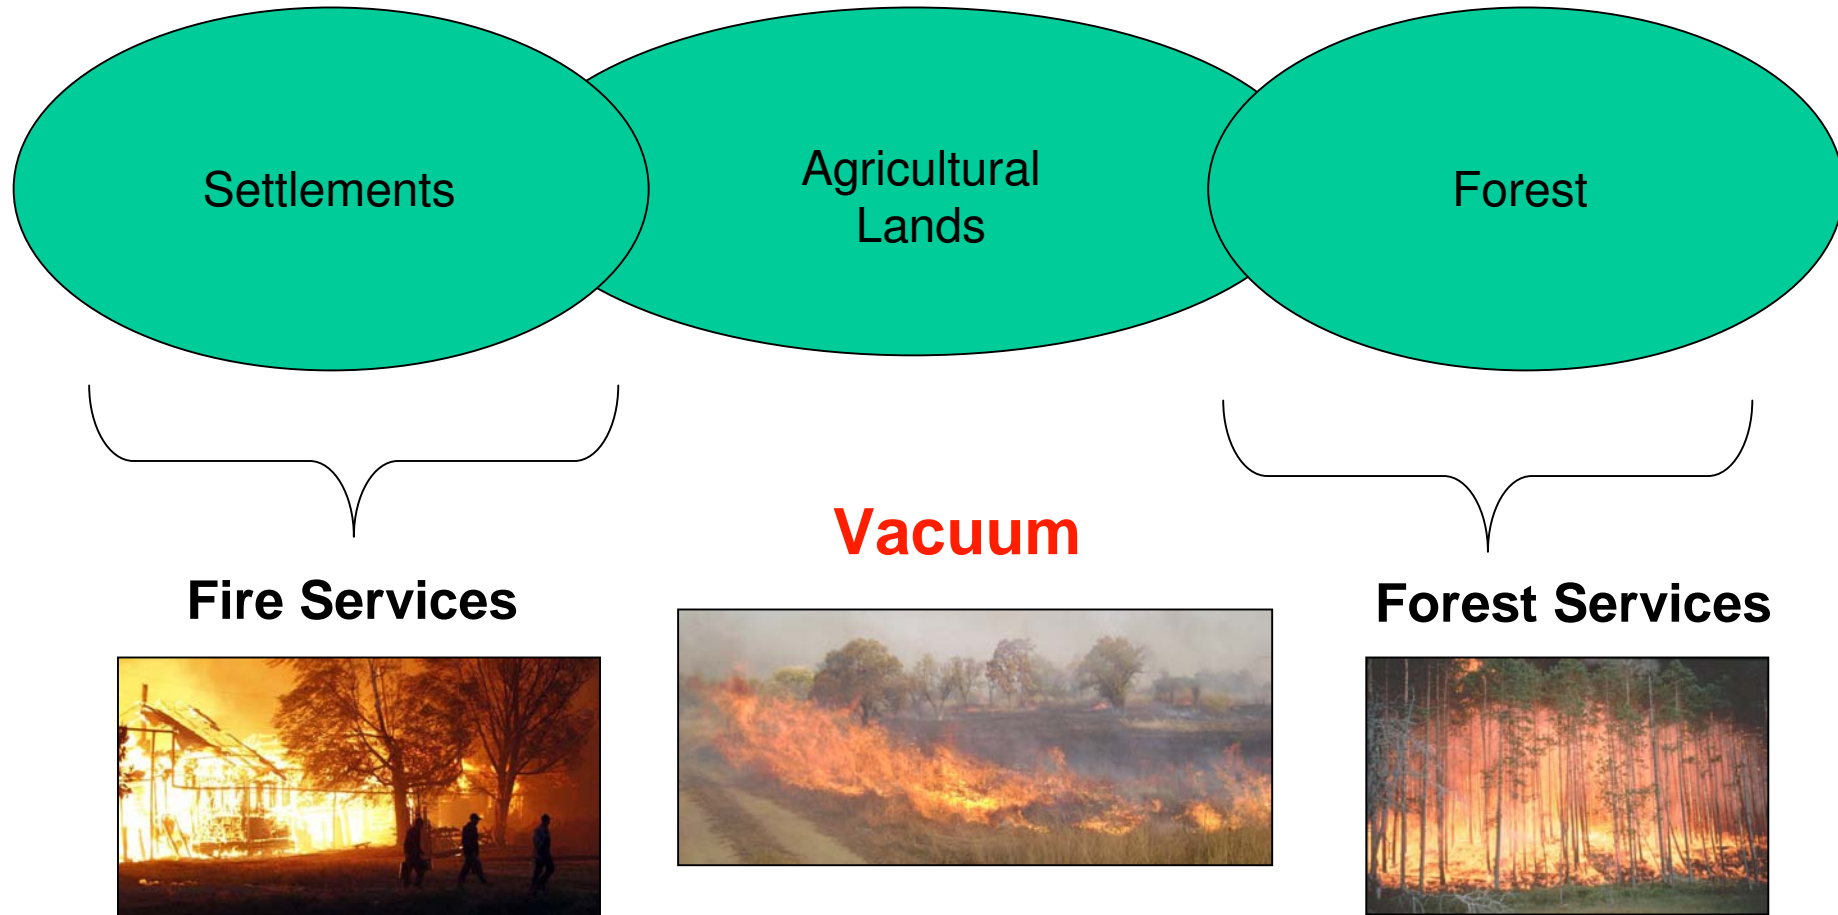 Settlements
Agricultural
Lands
Forest
Vacuum
Fire Services
Forest Services